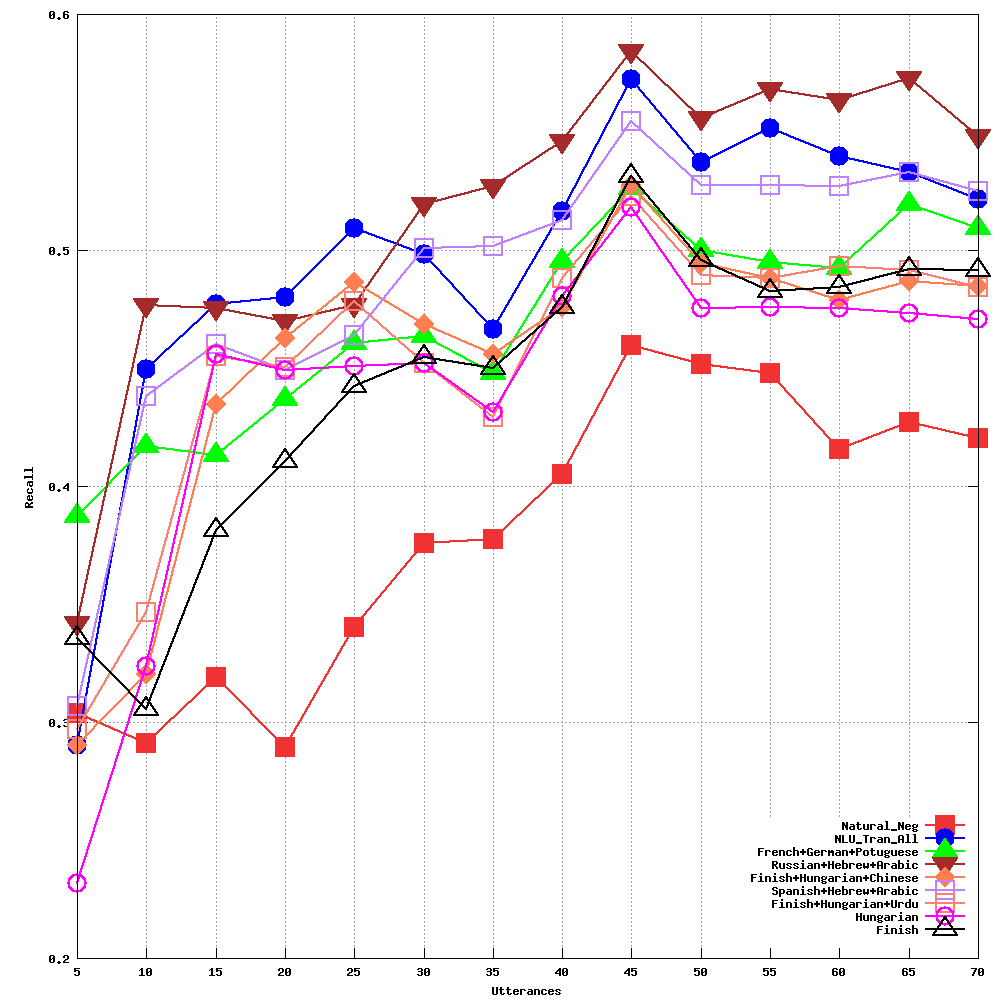 0.6
0.5
0.4
0.3
0.2
Recall
5 10 15 20 25 30 35 40 45 50 55 60 65 70
Utterances
Natural_Neg
NLU_Tran_All
French+German+Potuguese
Russian+Hebrew+Arabic
Finish+Hungarian+Chinese
Spanish+Hebrew+Arabic
Finish+Hungarian+Urdu
Hungarian
Finish